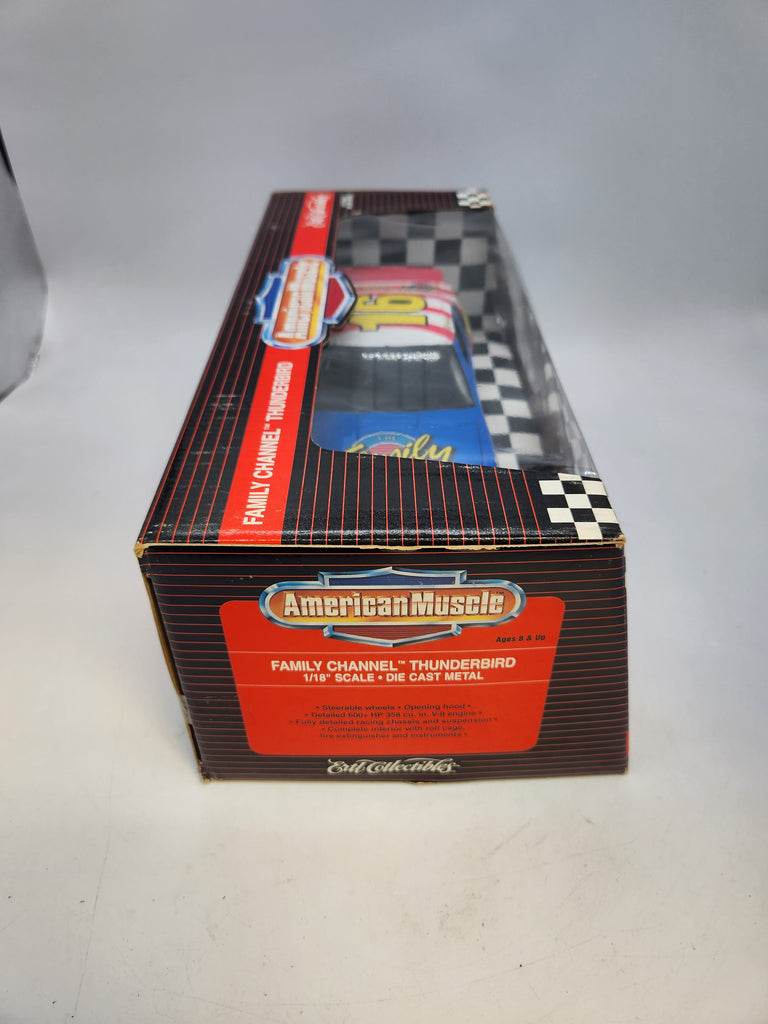 AmericanMuscle
FAMILY CHANNEL™ THUNDERBIRD
16
Family
AmericanMuscle™
Ages 8 & Up
FAMILY CHANNEL™ THUNDERBIRD
1/18" SCALE • DIE CAST METAL
• Steerable wheels • Opening hood •
• Detailed 600+ HP 358 cu. in. V-8 engine •
• Fully detailed racing chassis and suspension •
• Complete interior with roll cage,
fire extinguisher and instruments •
Ertl Collectibles